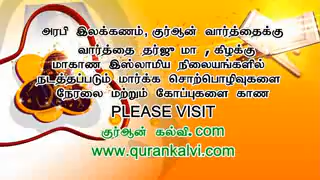 அரபி இலக்கணம், குர்ஆன் வார்த்தைக்கு
வார்த்தை தர்ஜு மா , கிழக்கு
மாகாண இஸ்லாமிய நிலையங்களில்
நடத்தப்படும் மார்க்க சொற்பொழிவுகளை
நேரலை மற்றும் கோப்புகளை காண
PLEASE VISIT
குர்ஆன் கல்வி. com
www.qurankalvi.com